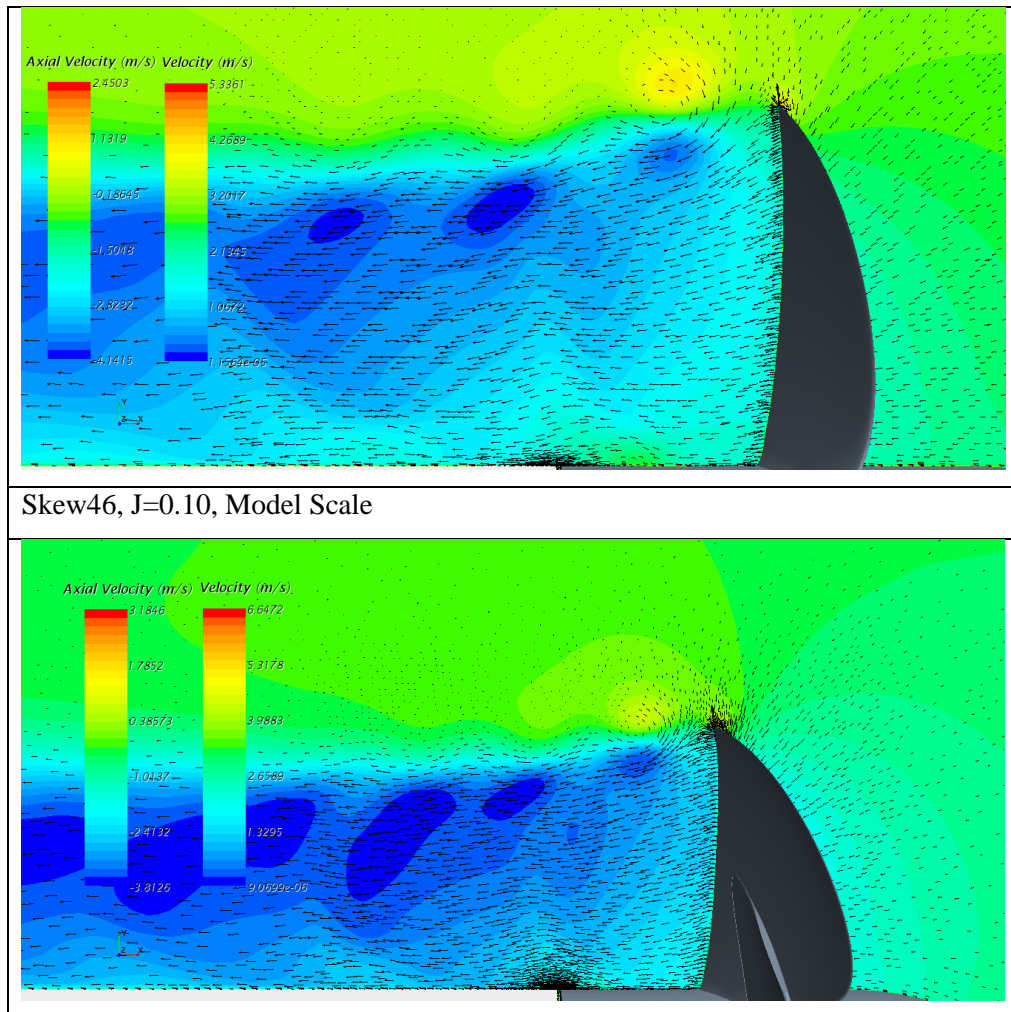 Axial Velocity (m/s) Velocity (m/s)
2.4503 5.3361
1.1319 4.2689
-0.18645 3.2017
-1.5048 2.1345
-2.8232 1.0672
-4.1415 1.1564e-05
Y
Z X
Skew46, J=0.10, Model Scale
Axial Velocity (m/s) Velocity (m/s)
3.1846 6.6472
1.7852 5.3178
0.38573 3.9883
-1.0137 2.6589
-2.4132 1.3295
-3.8126 9.0699e-06
Y
Z X